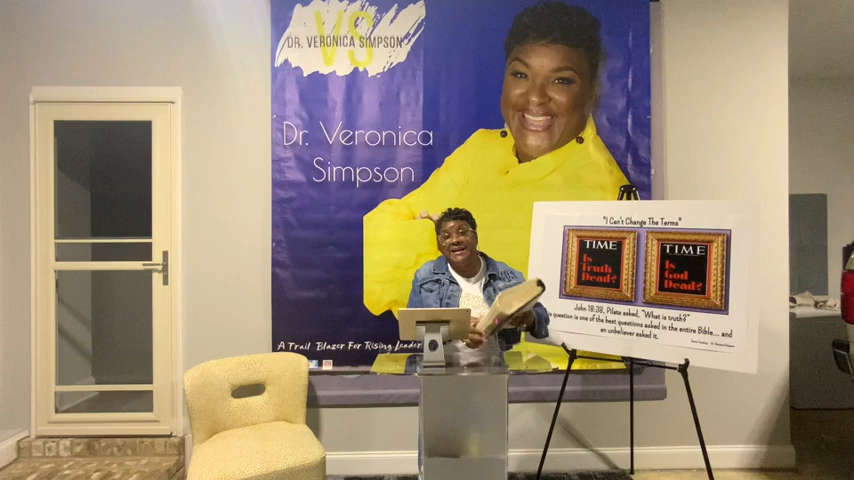 VS
DR. VERONICA SIMPSON
Dr. Veronica
Simpson
A Trail Blazer For Rising Leader
"I Can't Change The Terms"
TIME
Is
Truth
Dead?
TIME
Is
God
Dead?
John 18:38, Pilate asked, "What is truth?"
question is one of the best questions asked in the entire Bible... and
an unbeliever asked it.